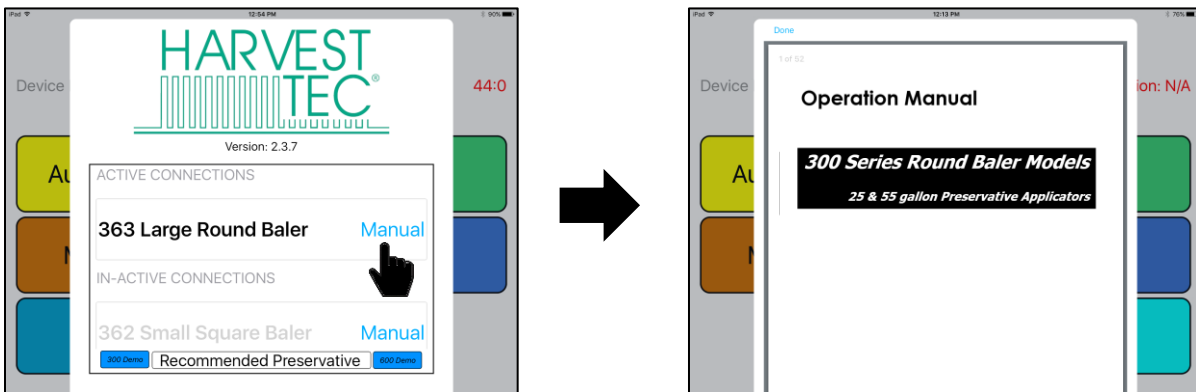 iPad 12:54 PM 90%
HARVEST
TEC®
Device 44:0
Version: 2.3.7
Au
ACTIVE CONNECTIONS
363 Large Round Baler Manual
IN-ACTIVE CONNECTIONS
362 Small Square Baler Manual
300 Demo Recommended Preservative 600 Demo
iPad 12:13 PM 76%
Done
1 of 52
Device ion: N/A
Operation Manual
Au
300 Series Round Baler Models
25 & 55 gallon Preservative Applicators